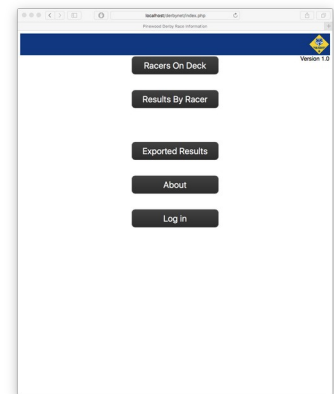 localhost/derbynet/index.php
Pinewood Derby Race Information
Version 1.0
Racers On Deck
Results By Racer
Exported Results
About
Log in